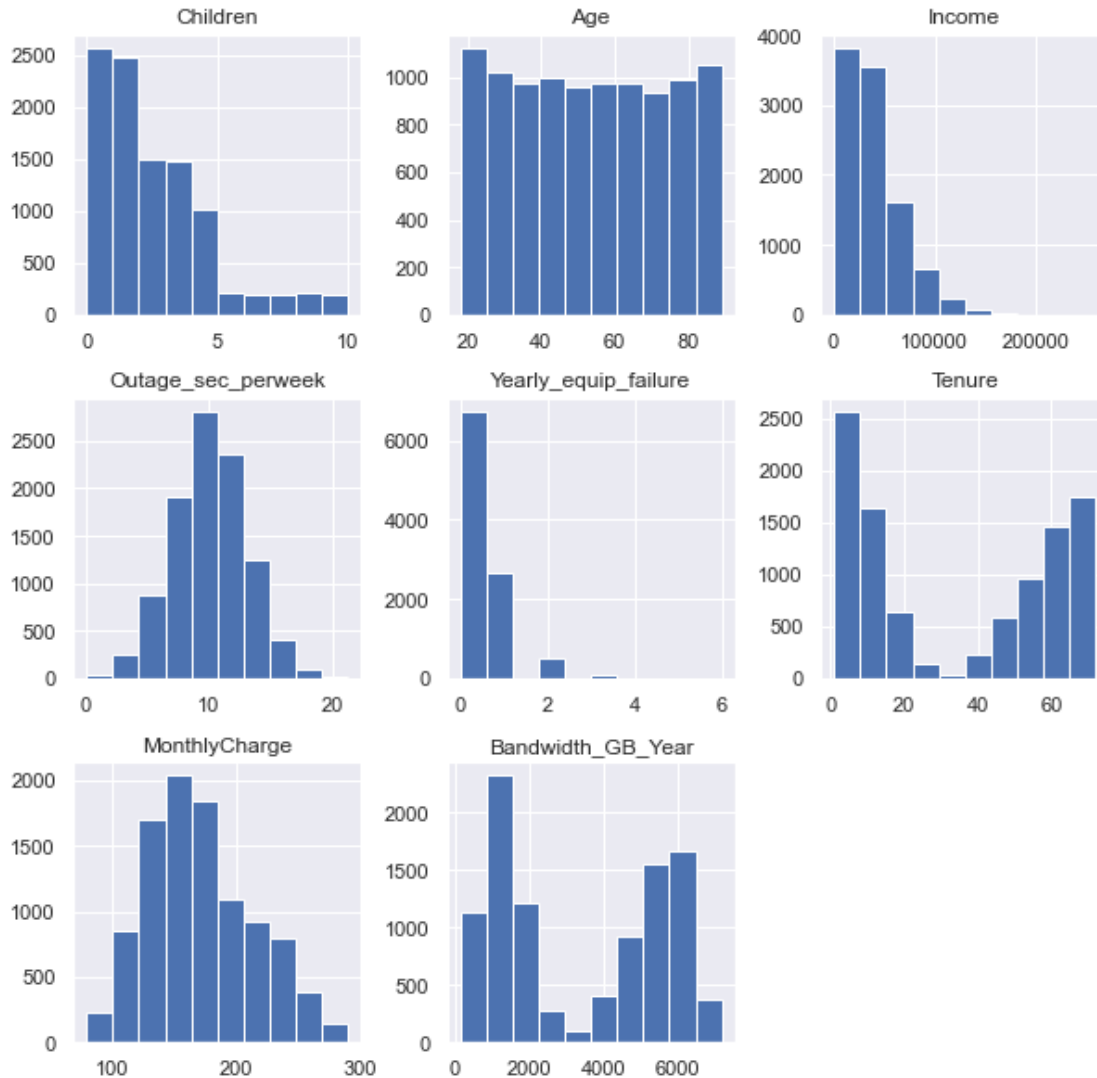 Children
2500
2000
1500
1000
500
0
0 5 10
Age
1000
800
600
400
200
0
20 40 60 80
Income
4000
3000
2000
1000
0
0 100000 200000
Outage_sec_perweek
2500
2000
1500
1000
500
0
0 10 20
Yearly_equip_failure
6000
4000
2000
0
0 2 4 6
Tenure
2500
2000
1500
1000
500
0
0 20 40 60
MonthlyCharge
2000
1500
1000
500
0
100 200 300
Bandwidth_GB_Year
2000
1500
1000
500
0
0 2000 4000 6000